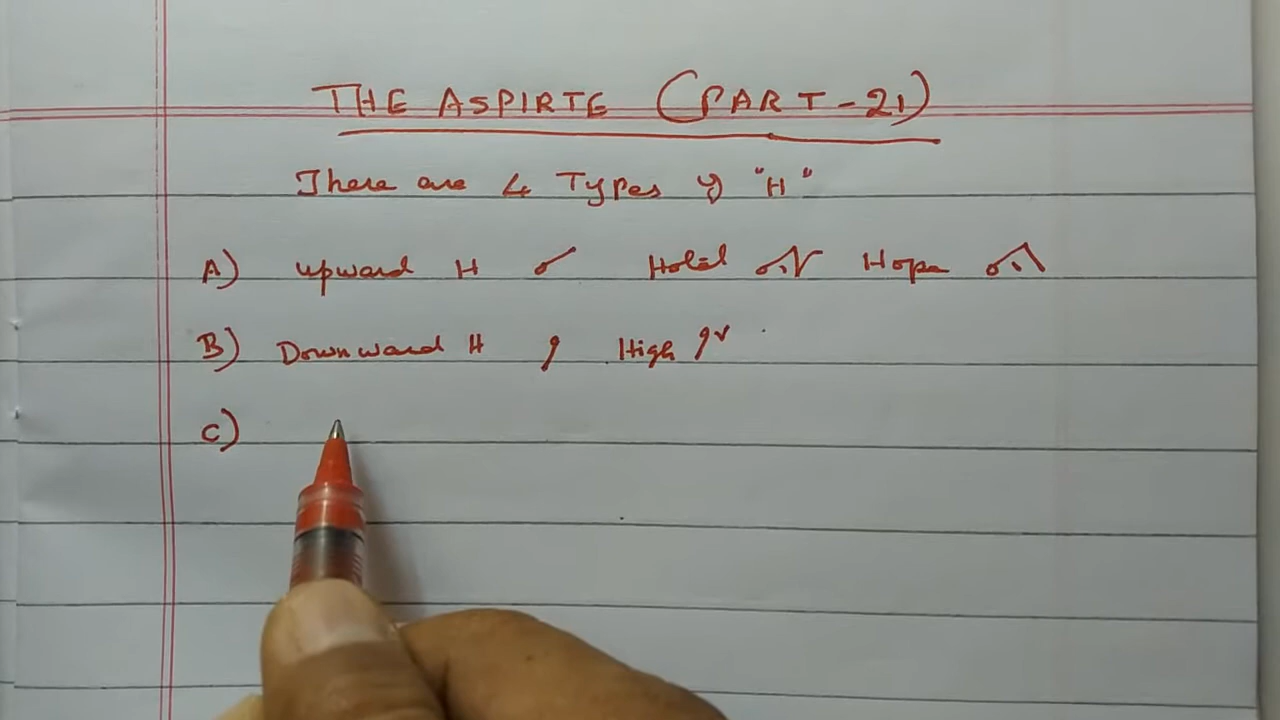 THE ASPIRTE (PART-21)
There are 4 Types of "H"
A) upward H Hotel Hope
B) Downward H High
C)